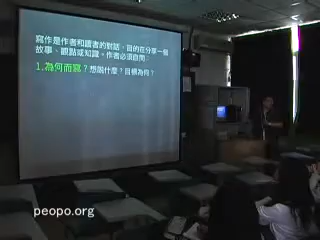 寫作是作者和讀者的對話，目的在分享一個
故事、觀點或知識。作者必須自問：
1.為何而寫？想說什麼？目標為何？
peopo.org